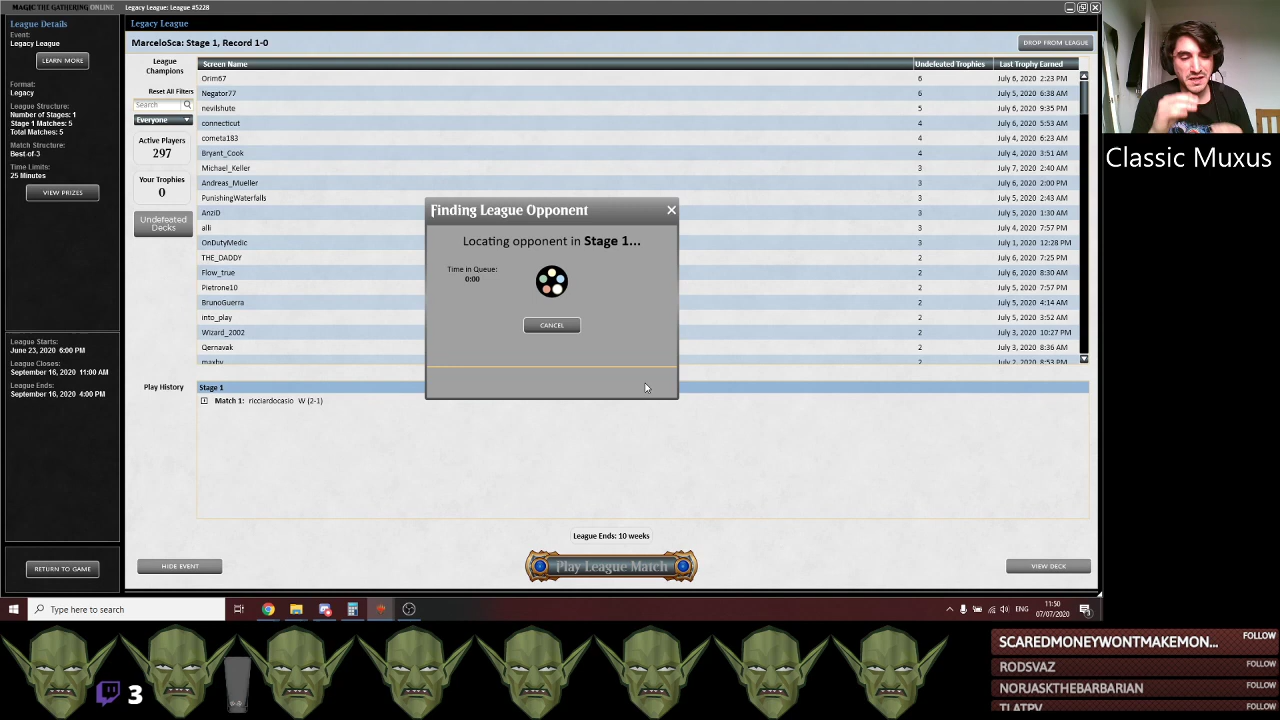 MAGIC THE GATHERING ONLINE
Legacy League: League #5228
League Details
Event:
Legacy League
LEARN MORE
Format:
Legacy
League Structure:
Number of Stages: 1
Stage 1 Matches: 5
Total Matches: 5
Match Structure:
Best-of-3
Time Limits:
25 Minutes
VIEW PRIZES
League Starts:
June 23, 2020 6:00 PM
League Closes:
September 16, 2020 11:00 AM
League Ends:
September 16, 2020 4:00 PM
RETURN TO GAME
Legacy League
MarceloSca: Stage 1, Record 1-0
DROP FROM LEAGUE
League Champions
Reset All Filters
Search
Everyone
Active Players
297
Your Trophies
0
Undefeated Decks
Screen Name Undefeated Trophies Last Trophy Earned
Orim67 6 July 6, 2020 2:23 PM
Negator77 6 July 5, 2020 6:38 AM
nevilshute 5 July 6, 2020 9:35 PM
connecticut 4 July 6, 2020 5:53 AM
cometa183 4 July 4, 2020 6:23 AM
Bryant_Cook 4 July 4, 2020 3:51 AM
Michael_Keller 3 July 7, 2020 2:40 AM
Andreas_Mueller 3 July 6, 2020 2:00 PM
PunishingWaterfalls 3 July 5, 2020 2:43 AM
AnziD 3 July 5, 2020 1:30 AM
alli 3 July 4, 2020 7:57 PM
OnDutyMedic 3 July 1, 2020 12:28 PM
THE_DADDY 2 July 6, 2020 7:25 PM
Flow_true 2 July 6, 2020 8:30 AM
Pietrone10 2 July 5, 2020 7:57 PM
BrunoGuerra 2 July 5, 2020 4:14 AM
into_play 2 July 5, 2020 3:52 AM
WIzard_2002 2 July 3, 2020 10:27 PM
Qernavak 2 July 3, 2020 8:36 AM
maxhv 2 July 2, 2020 8:53 PM
Finding League Opponent
Locating opponent in Stage 1...
Time in Queue:
0:00
CANCEL
Play History
Stage 1
Match 1: ricciardocasio W (2-1)
League Ends: 10 weeks
HIDE EVENT
Play League Match
VIEW DECK
Classic Muxus
Type here to search
ENG
11:50
07/07/2020
3
SCAREDMONEYWONTMAKEMON... FOLLOW
RODSVAZ FOLLOW
NORJASKTHEBARBARIAN FOLLOW
TLATPV FOLLOW